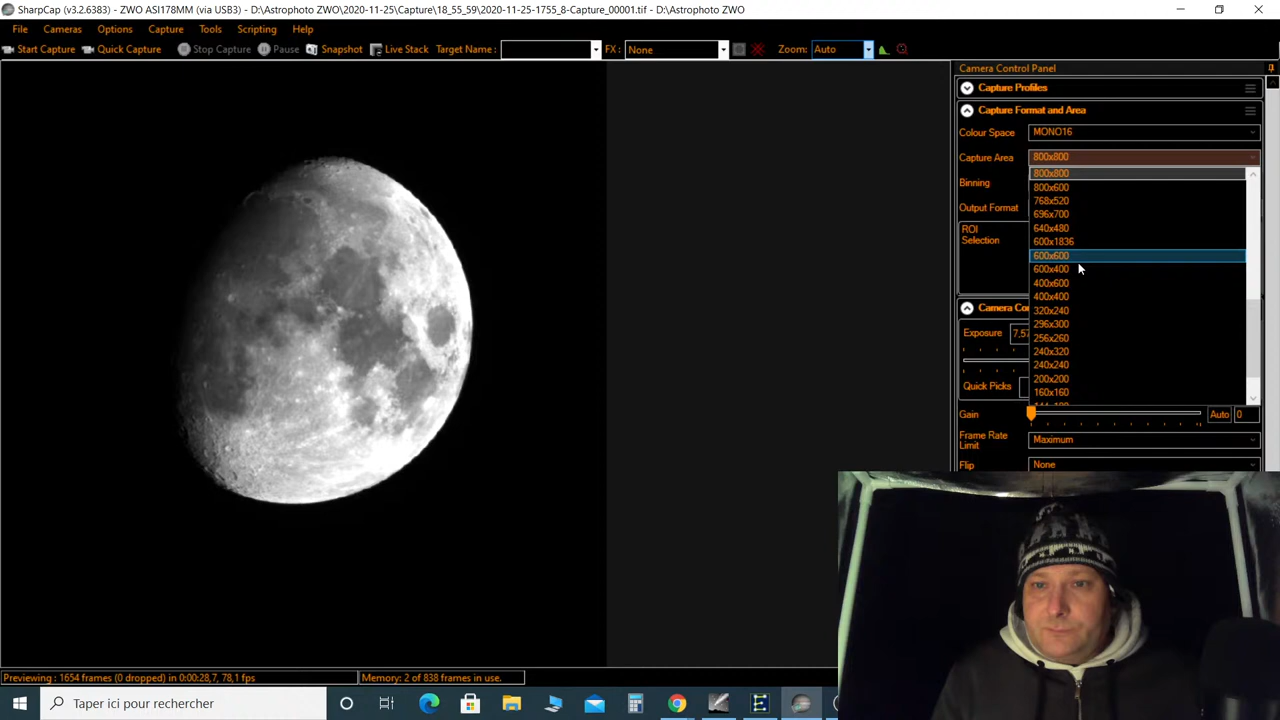 SharpCap (v3.2.6383) - ZWO ASI178MM (via USB3) - D:\Astrophoto ZWO\2020-11-25\Capture\18_55_59\2020-11-25-1755_8-Capture_00001.tif - D:\Astrophoto ZWO
File Cameras Options Capture Tools Scripting Help
Start Capture Quick Capture Stop Capture Pause Snapshot Live Stack Target Name : FX : None Zoom: Auto
Camera Control Panel
Capture Profiles
Capture Format and Area
Colour Space MONO16
Capture Area 800x800
800x800
Binning
800x600
768x520
Output Format
696x700
ROI Selection
640x480
600x1836
600x600
600x400
400x600
400x400
320x240
296x300
256x260
240x320
240x240
200x200
160x160
Exposure 7,57
Quick Picks
Gain Auto 0
Frame Rate Limit Maximum
Flip None
Previewing : 1654 frames (0 dropped) in 0:00:28,7, 78,1 fps
Memory: 2 of 838 frames in use.
Taper ici pour rechercher